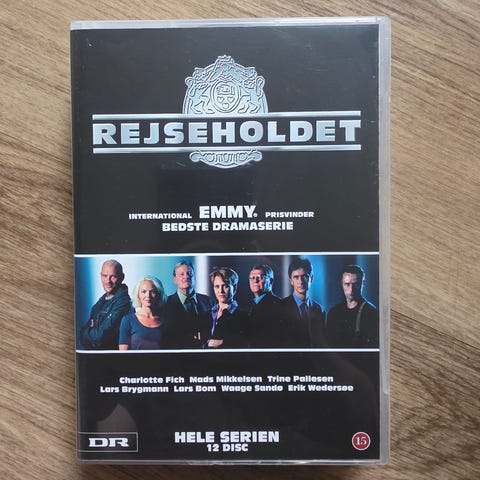 REJSEHOLDET
INTERNATIONAL EMMY® PRISVINDER
BEDSTE DRAMASERIE
Charlotte Fich Mads Mikkelsen Trine Pallesen
Lars Brygmann Lars Bom Waage Sandø Erik Wedersøe
DR
HELE SERIEN
12 DISC
15